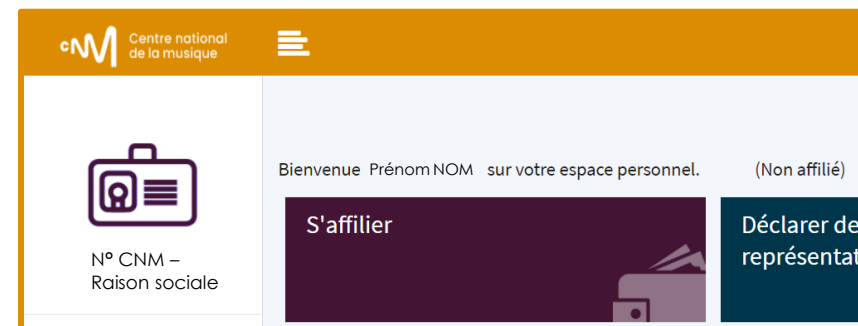 cNM Centre national
de la musique
Bienvenue Prénom NOM sur votre espace personnel. (Non affilié)
S'affilier
Déclarer de
représentat
N° CNM –
Raison sociale